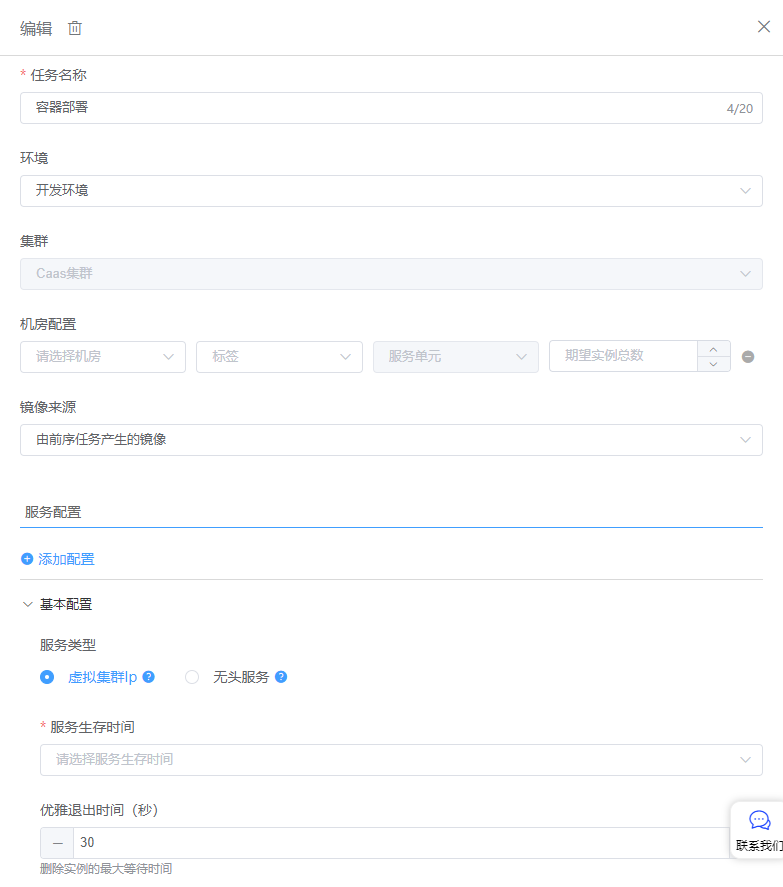 编辑
* 任务名称
容器部署 4/20
环境
开发环境
集群
Caas集群
机房配置
请选择机房 标签 服务单元 期望实例总数
镜像来源
由前序任务产生的镜像
服务配置
添加配置
基本配置
服务类型
虚拟集群Ip ? 无头服务 ?
* 服务生存时间
请选择服务生存时间
优雅退出时间（秒）
30
联系我们
删除实例的最大等待时间